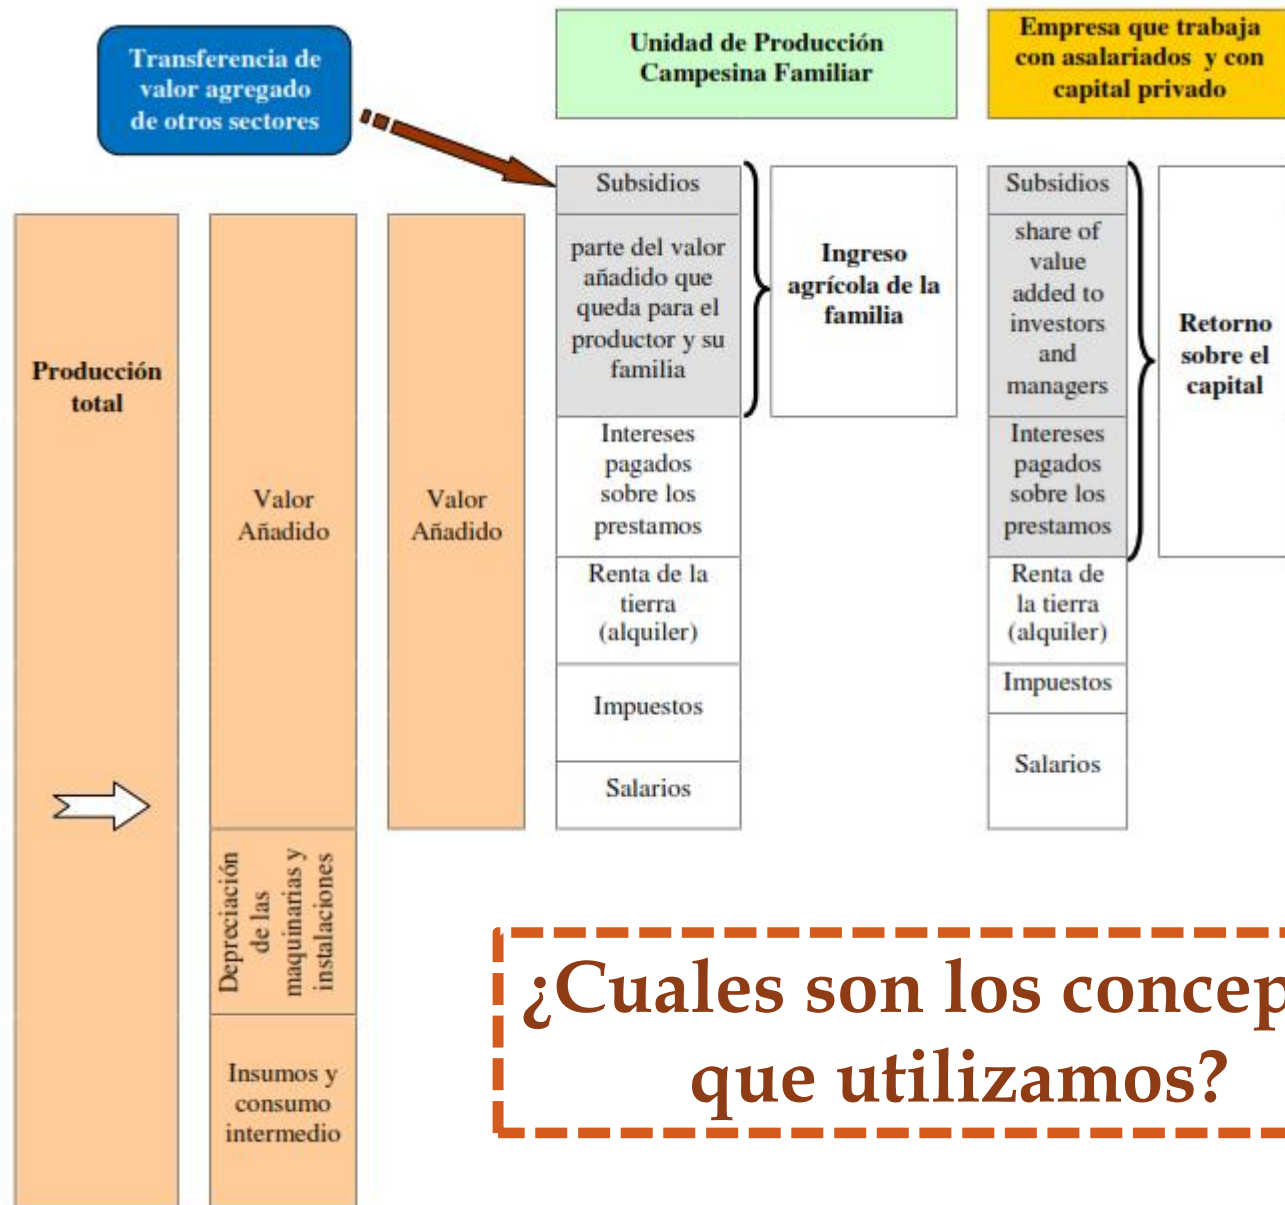 Transferencia de
valor agregado
de otros sectores
Unidad de Producción
Campesina Familiar
Empresa que trabaja
con asalariados y con
capital privado
Producción
total
Valor
Añadido
Depreciación
de las
maquinarias y
instalaciones
Insumos y
consumo
intermedio
Valor
Añadido
Subsidios
parte del valor
añadido que
queda para el
productor y su
familia
Intereses
pagados
sobre los
prestamos
Renta de la
tierra
(alquiler)
Impuestos
Salarios
Ingreso
agrícola de la
familia
Subsidios
share of
value
added to
investors
and
managers
Intereses
pagados
sobre los
prestamos
Renta de
la tierra
(alquiler)
Impuestos
Salarios
Retorno
sobre el
capital
¿Cuales son los concep
que utilizamos?